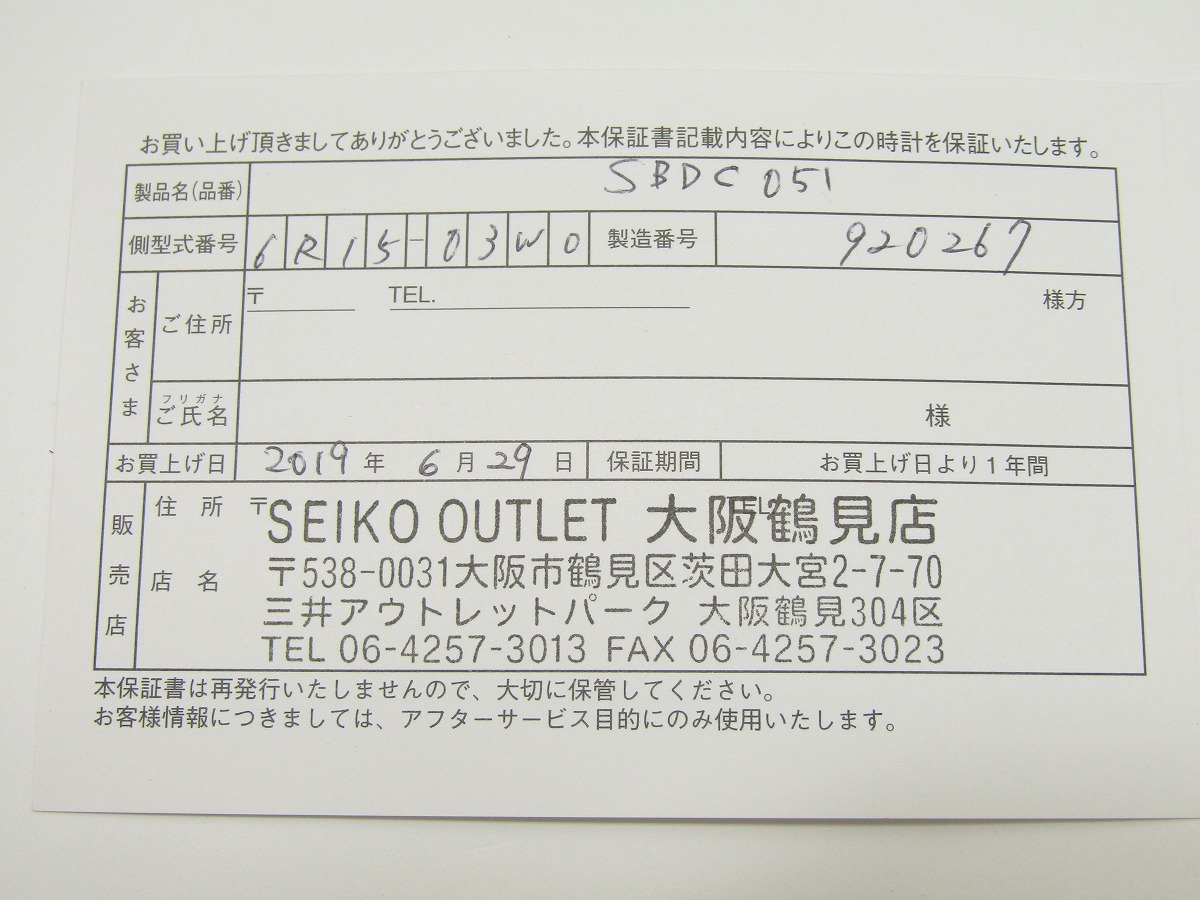 お買い上げ頂きましてありがとうございました。本保証書記載内容によりこの時計を保証いたします。
製品名(品番) SBDC 051
側型式番号 6R15-03W0 製造番号 920267
お客さま
ご住所 〒 TEL. 様方
フリガナ
ご氏名 様
お買上げ日 2019 年 6 月 29 日 保証期間 お買上げ日より1年間
販売店
住所 〒 TEL
SEIKO OUTLET 大阪鶴見店
店名
〒538-0031大阪市鶴見区茨田大宮2-7-70
三井アウトレットパーク 大阪鶴見304区
TEL 06-4257-3013 FAX 06-4257-3023
本保証書は再発行いたしませんので、大切に保管してください。
お客様情報につきましては、アフターサービス目的にのみ使用いたします。